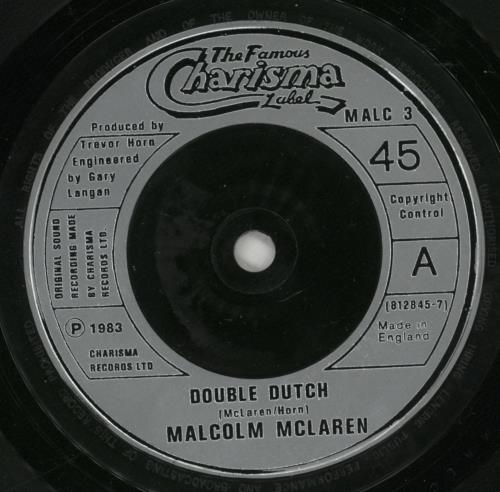 The Famous
Charisma
Label
MALC 3
Produced by
Trevor Horn
Engineered
by Gary
Langan
45
Copyright
Control
ORIGINAL SOUND
RECORDING MADE
BY CHARISMA
RECORDS LTD.
A
(812845-7)
Ⓟ 1983
Made in
England
CHARISMA
RECORDS LTD
DOUBLE DUTCH
(McLaren/Horn)
MALCOLM MCLAREN